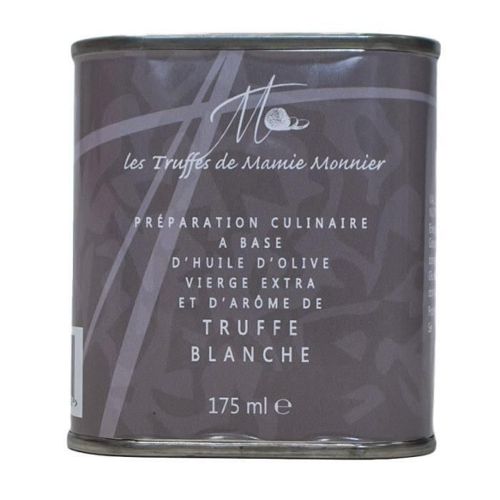 M
les Truffes de Mamie Monnier
PRÉPARATION CULINAIRE
A BASE
D'HUILE D'OLIVE
VIERGE EXTRA
ET D'ARÔME DE
TRUFFE
BLANCHE
175 ml e